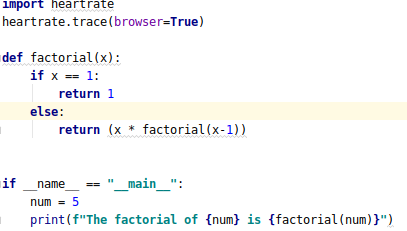 import heartrate
heartrate.trace(browser=True)
def factorial(x):
    if x == 1:
        return 1
    else:
        return (x * factorial(x-1))
if __name__ == "__main__":
    num = 5
    print(f"The factorial of {num} is {factorial(num)}")